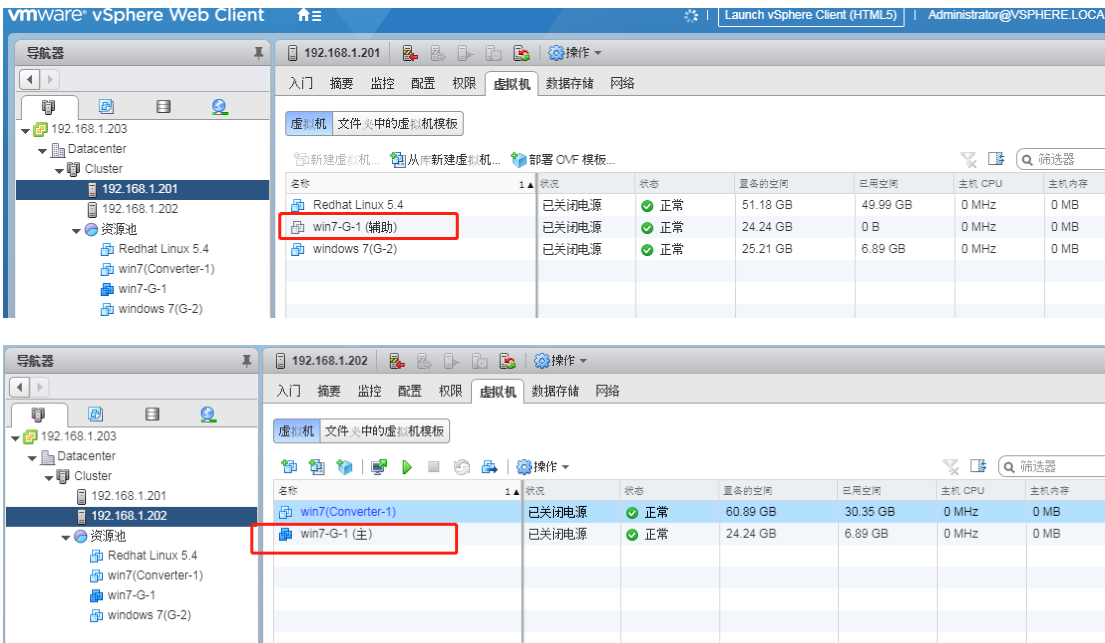 vmware® vSphere Web Client Launch vSphere Client (HTML5) Administrator@VSPHERE.LOCA
导航器
192.168.1.201 操作
入门 摘要 监控 配置 权限 虚拟机 数据存储 网络
192.168.1.203
Datacenter
Cluster
192.168.1.201
192.168.1.202
资源池
Redhat Linux 5.4
win7(Converter-1)
win7-G-1
windows 7(G-2)
虚拟机 文件夹中的虚拟机模板
新建虚拟机... 从库新建虚拟机... 部署 OVF 模板... 筛选器
名称 1 状况 状态 置备的空间 已用空间 主机 CPU 主机内存
Redhat Linux 5.4 已关闭电源 正常 51.18 GB 49.99 GB 0 MHz 0 MB
win7-G-1 (辅助) 已关闭电源 正常 24.24 GB 0 B 0 MHz 0 MB
windows 7(G-2) 已关闭电源 正常 25.21 GB 6.89 GB 0 MHz 0 MB
导航器
192.168.1.202 操作
入门 摘要 监控 配置 权限 虚拟机 数据存储 网络
192.168.1.203
Datacenter
Cluster
192.168.1.201
192.168.1.202
资源池
Redhat Linux 5.4
win7(Converter-1)
win7-G-1
windows 7(G-2)
虚拟机 文件夹中的虚拟机模板
操作 筛选器
名称 1 状况 状态 置备的空间 已用空间 主机 CPU 主机内存
win7(Converter-1) 已关闭电源 正常 60.89 GB 30.35 GB 0 MHz 0 MB
win7-G-1 (主) 已关闭电源 正常 24.24 GB 6.89 GB 0 MHz 0 MB